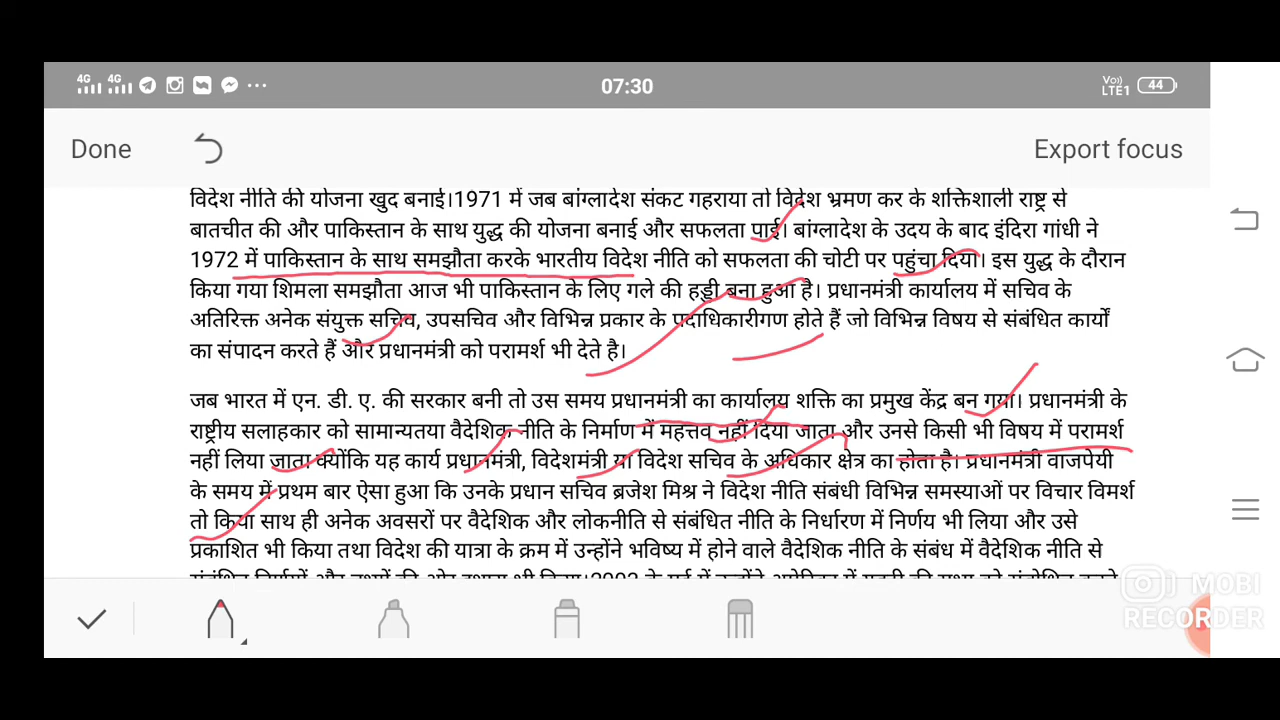 4G 4G ... 07:30 Vo)) LTE1 44
Done Export focus
विदेश नीति की योजना खुद बनाई।1971 में जब बांग्लादेश संकट गहराया तो विदेश भ्रमण कर के शक्तिशाली राष्ट्र से
बातचीत की और पाकिस्तान के साथ युद्ध की योजना बनाई और सफलता पाई। बांग्लादेश के उदय के बाद इंदिरा गांधी ने
1972 में पाकिस्तान के साथ समझौता करके भारतीय विदेश नीति को सफलता की चोटी पर पहुंचा दिया। इस युद्ध के दौरान
किया गया शिमला समझौता आज भी पाकिस्तान के लिए गले की हड्डी बना हुआ है। प्रधानमंत्री कार्यालय में सचिव के
अतिरिक्त अनेक संयुक्त सचिव, उपसचिव और विभिन्न प्रकार के पदाधिकारीगण होते हैं जो विभिन्न विषय से संबंधित कार्यों
का संपादन करते हैं और प्रधानमंत्री को परामर्श भी देते है।
जब भारत में एन. डी. ए. की सरकार बनी तो उस समय प्रधानमंत्री का कार्यालय शक्ति का प्रमुख केंद्र बन गया। प्रधानमंत्री के
राष्ट्रीय सलाहकार को सामान्यतया वैदेशिक नीति के निर्माण में महत्तव नहीं दिया जाता और उनसे किसी भी विषय में परामर्श
नहीं लिया जाता क्योंकि यह कार्य प्रधानमंत्री, विदेशमंत्री या विदेश सचिव के अधिकार क्षेत्र का होता है। प्रधानमंत्री वाजपेयी
के समय में प्रथम बार ऐसा हुआ कि उनके प्रधान सचिव ब्रजेश मिश्र ने विदेश नीति संबंधी विभिन्न समस्याओं पर विचार विमर्श
तो किया साथ ही अनेक अवसरों पर वैदेशिक और लोकनीति से संबंधित नीति के निर्धारण में निर्णय भी लिया और उसे
प्रकाशित भी किया तथा विदेश की यात्रा के क्रम में उन्होंने भविष्य में होने वाले वैदेशिक नीति के संबंध में वैदेशिक नीति से
MOBI
RECORDER